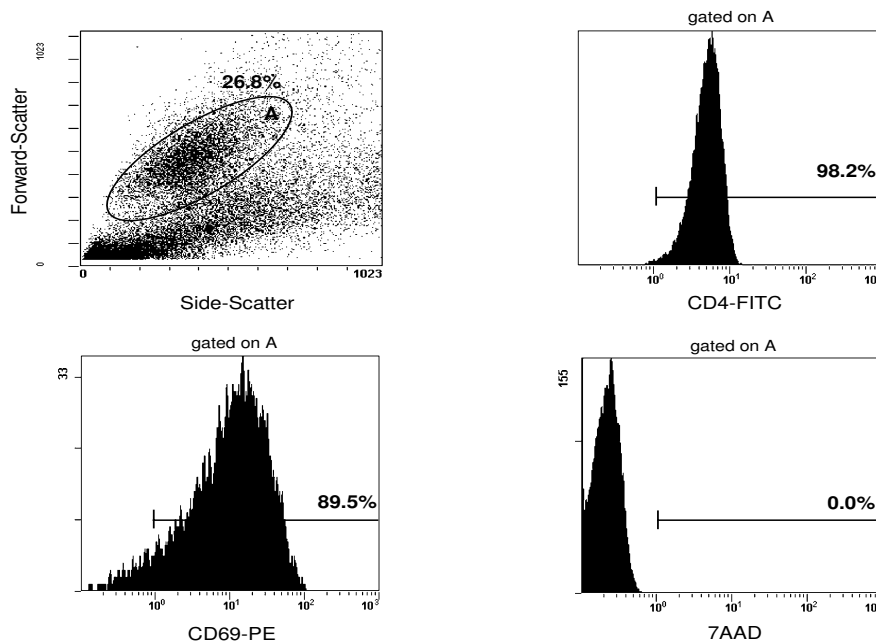 26.8%
A
Forward-Scatter
1023
0
0
1023
Side-Scatter
gated on A
98.2%
10⁰
10¹
10²
CD4-FITC
gated on A
33
89.5%
10⁰
10¹
10²
10³
CD69-PE
gated on A
155
0.0%
10⁰
10¹
10²
7AAD